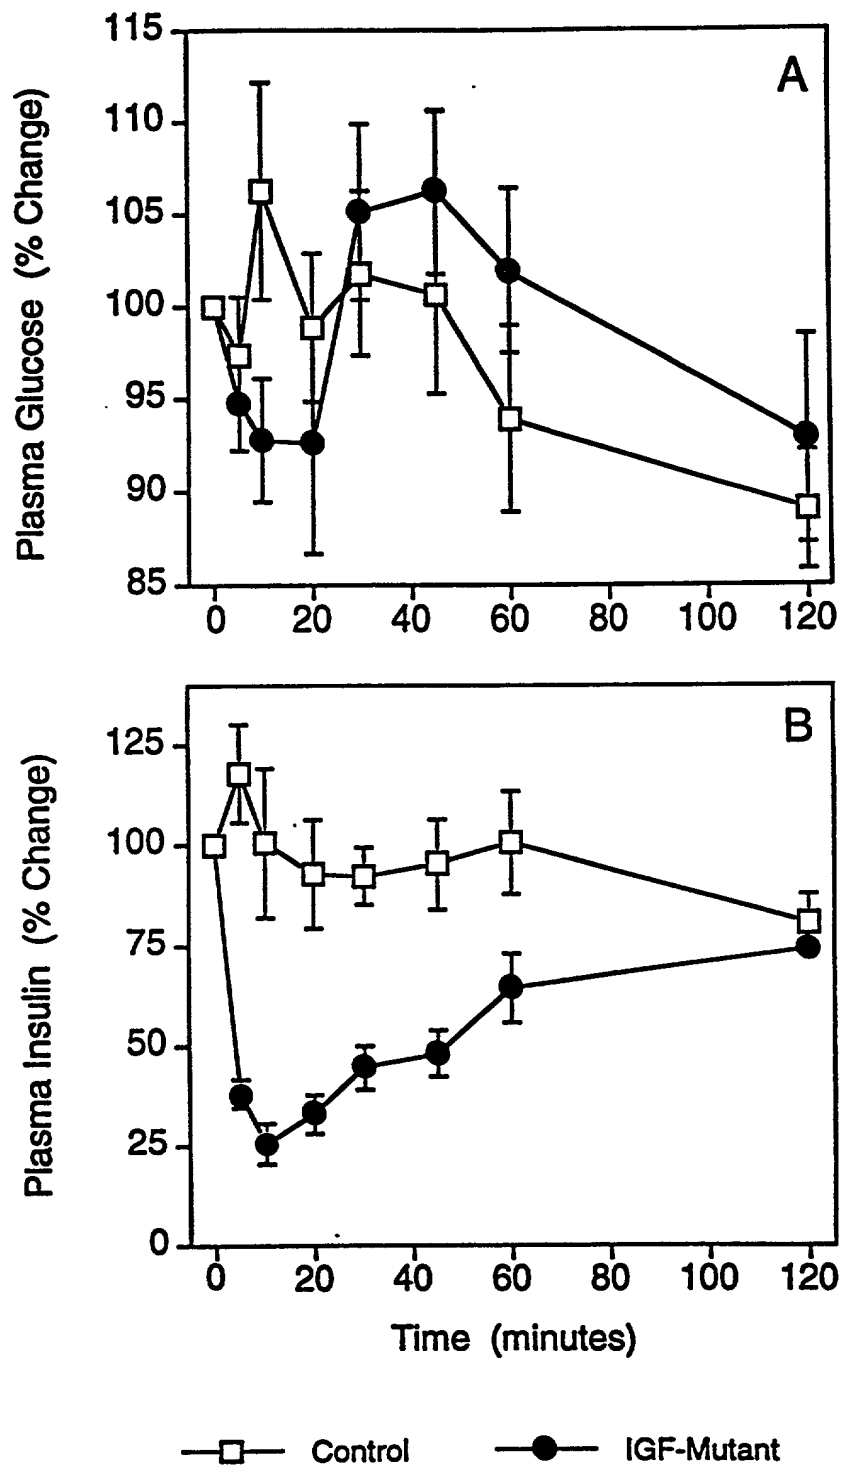 A
Plasma Glucose (% Change)
115
110
105
100
95
90
85
0 20 40 60 80 100 120
B
Plasma Insulin (% Change)
125
100
75
50
25
0
0 20 40 60 80 100 120
Time (minutes)
Control IGF-Mutant